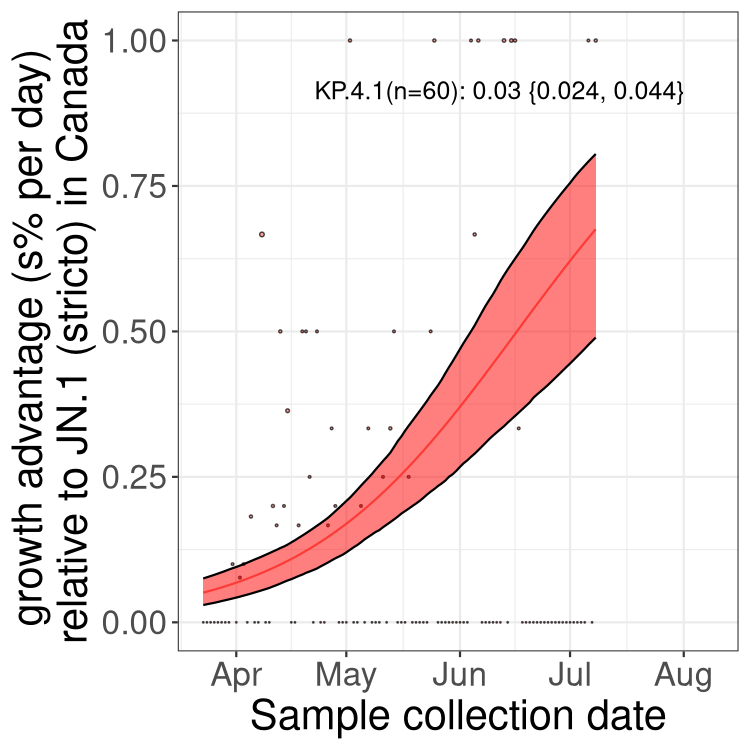 growth advantage (s% per day)
relative to JN.1 (stricto) in Canada
1.00
0.75
0.50
0.25
0.00
KP.4.1(n=60): 0.03 {0.024, 0.044}
Apr May Jun Jul Aug
Sample collection date